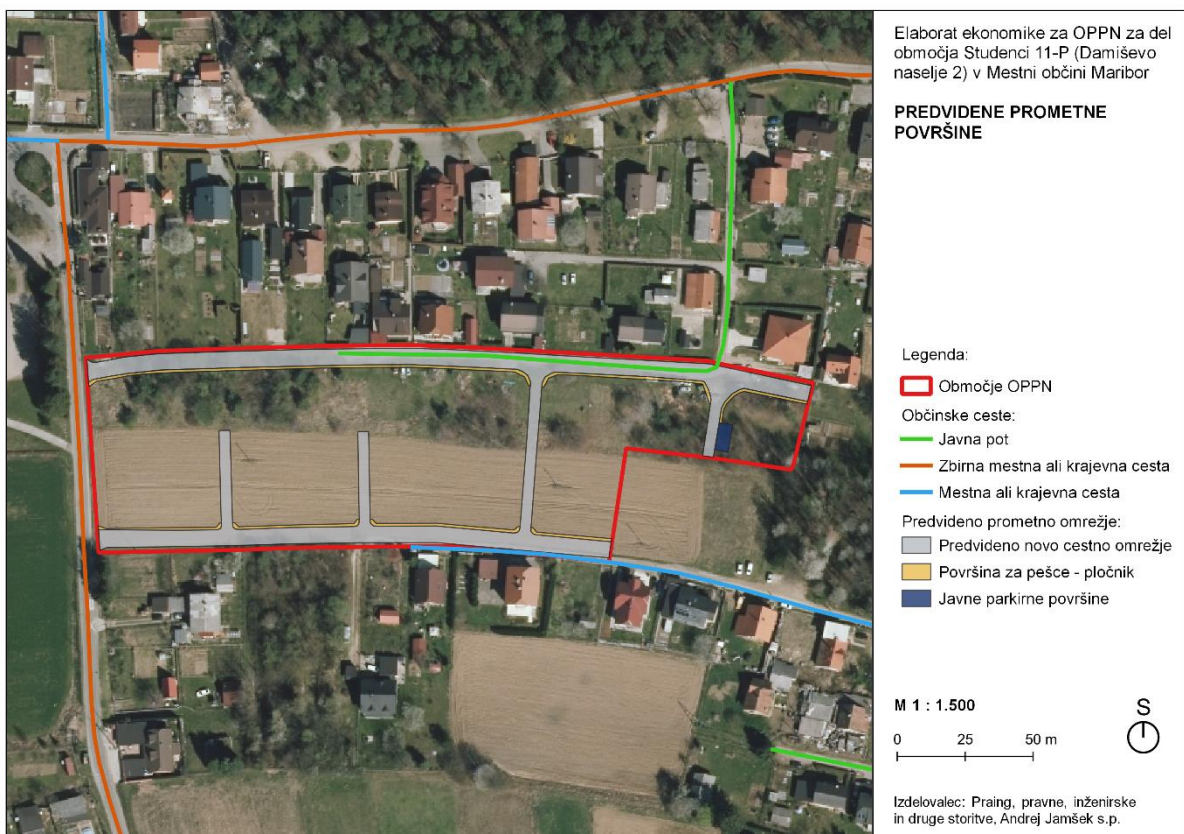 Elaborat ekonomike za OPPN za del
območja Studenci 11-P (Damiševo
naselje 2) v Mestni občini Maribor
PREDVIDENE PROMETNE
POVRŠINE
Legenda:
Območje OPPN
Občinske ceste:
Javna pot
Zbirna mestna ali krajevna cesta
Mestna ali krajevna cesta
Predvideno prometno omrežje:
Predvideno novo cestno omrežje
Površina za pešce - pločnik
Javne parkirne površine
M 1 : 1.500
S
0 25 50 m
Izdelovalec: Praing, pravne, inženirske
in druge storitve, Andrej Jamšek s.p.